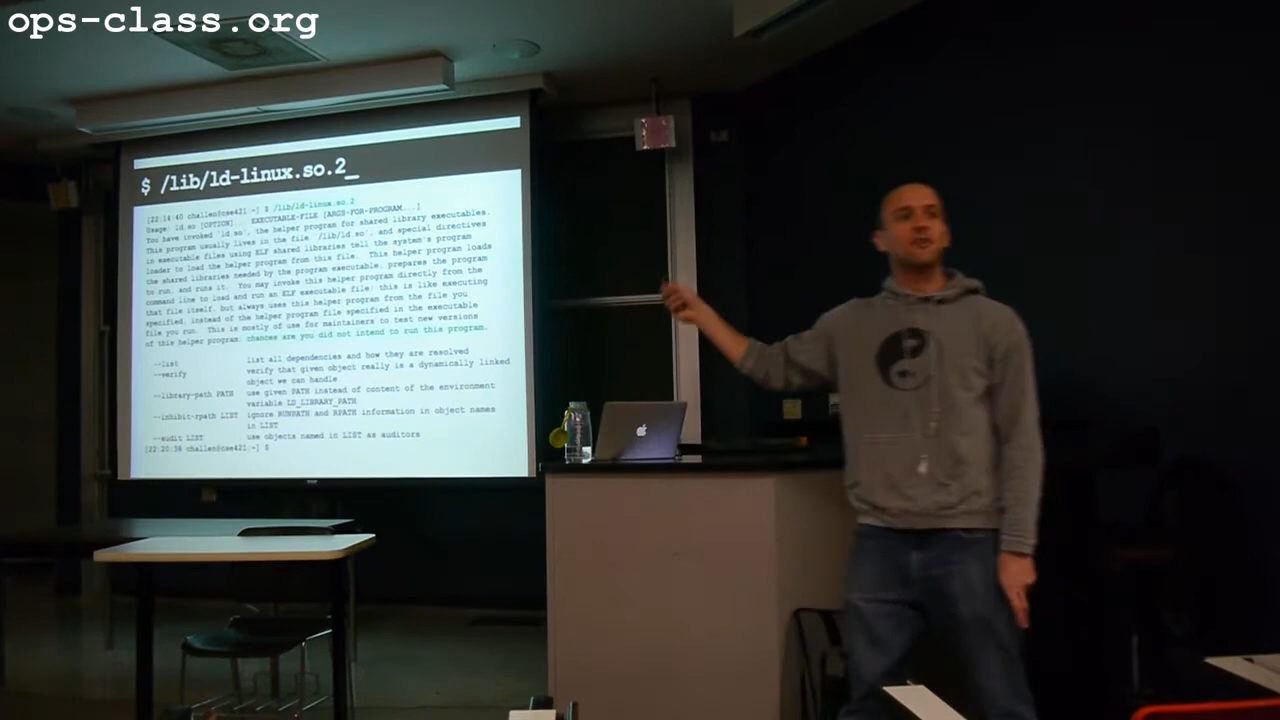 ops-class.org
$ /lib/ld-linux.so.2_
[22:14:40 challen@cse421:~] $ /lib/ld-linux.so.2
Usage: ld.so [OPTION]... EXECUTABLE-FILE [ARGS-FOR-PROGRAM...]
You have invoked `ld.so', the helper program for shared library executables.
This program usually lives in the file `/lib/ld.so', and special directives
in executable files using ELF shared libraries tell the system's program
loader to load the helper program from this file. This helper program loads
the shared libraries needed by the program executable, prepares the program
to run, and runs it. You may invoke this helper program directly from the
command line to load and run an ELF executable file; this is like executing
that file itself, but always uses this helper program from the file you
specified, instead of the helper program file specified in the executable
file you run. This is mostly of use for maintainers to test new versions
of this helper program; chances are you did not intend to run this program.
--list list all dependencies and how they are resolved
--verify verify that given object really is a dynamically linked
object we can handle
--library-path PATH use given PATH instead of content of the environment
variable LD_LIBRARY_PATH
--inhibit-rpath LIST ignore RUNPATH and RPATH information in object names
in LIST
--audit LIST use objects named in LIST as auditors
[22:20:38 challen@cse421:~] $